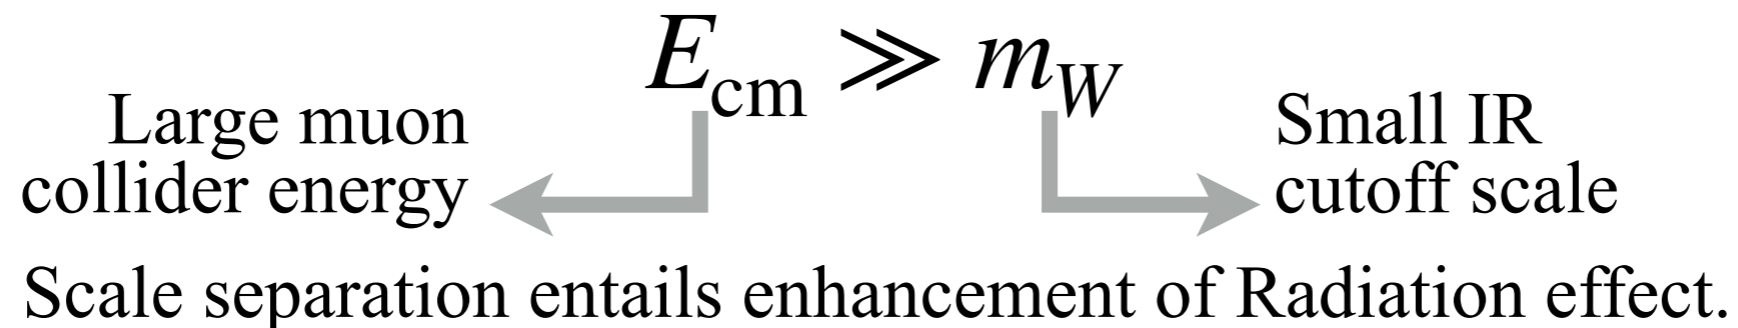 E_cm ≫ m_W
Large muon
collider energy
Small IR
cutoff scale
Scale separation entails enhancement of Radiation effect.